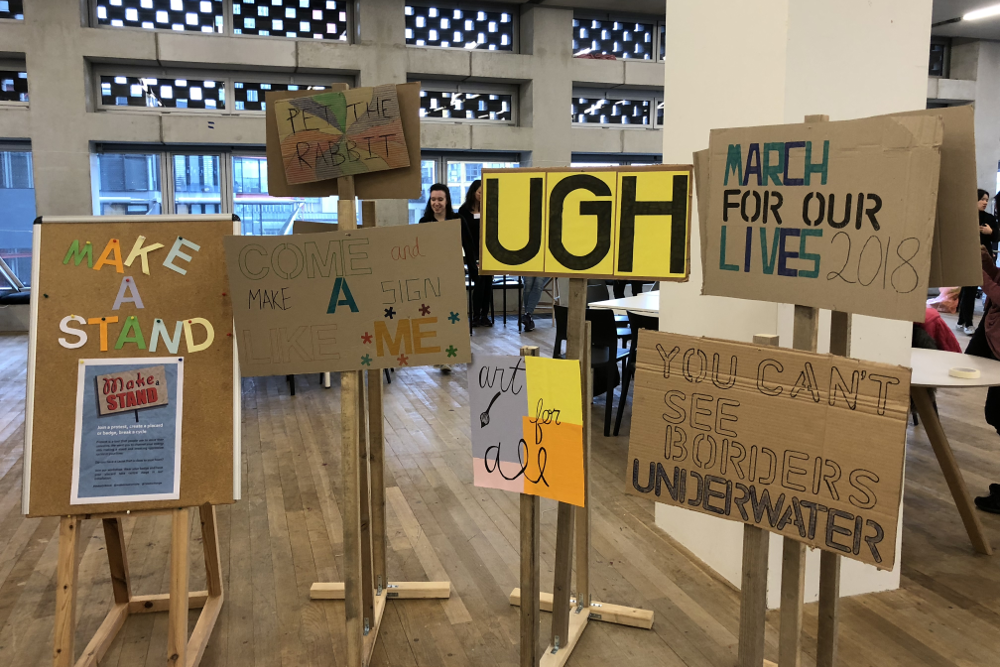 MAKE
A
STAND
Make a
STAND
PET THE
RABBIT
COME and
MAKE A SIGN
LIKE ME
UGH
art
for
all
MARCH
FOR OUR
LIVES 2018
YOU CAN'T
SEE
BORDERS
UNDERWATER